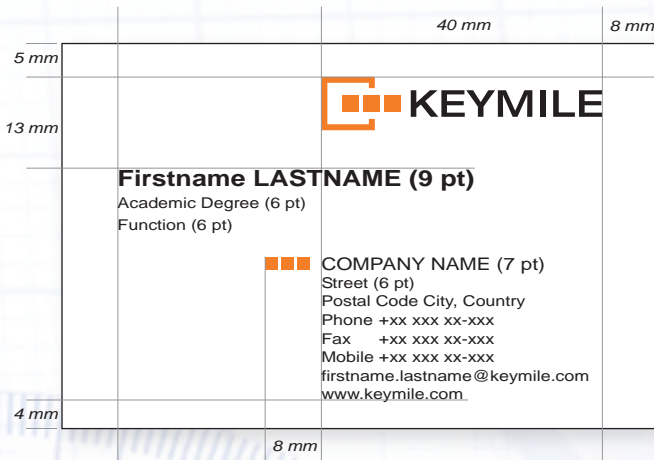 40 mm
8 mm
5 mm
KEYMILE
13 mm
Firstname LASTNAME (9 pt)
Academic Degree (6 pt)
Function (6 pt)
COMPANY NAME (7 pt)
Street (6 pt)
Postal Code City, Country
Phone +xx xxx xx-xxx
Fax +xx xxx xx-xxx
Mobile +xx xxx xx-xxx
firstname.lastname@keymile.com
www.keymile.com
4 mm
8 mm